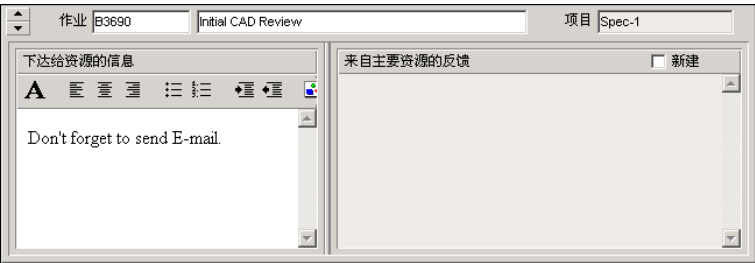 作业 B3690 Initial CAD Review 项目 Spec-1
下达给资源的信息 来自主要资源的反馈 新建
A
Don't forget to send E-mail.